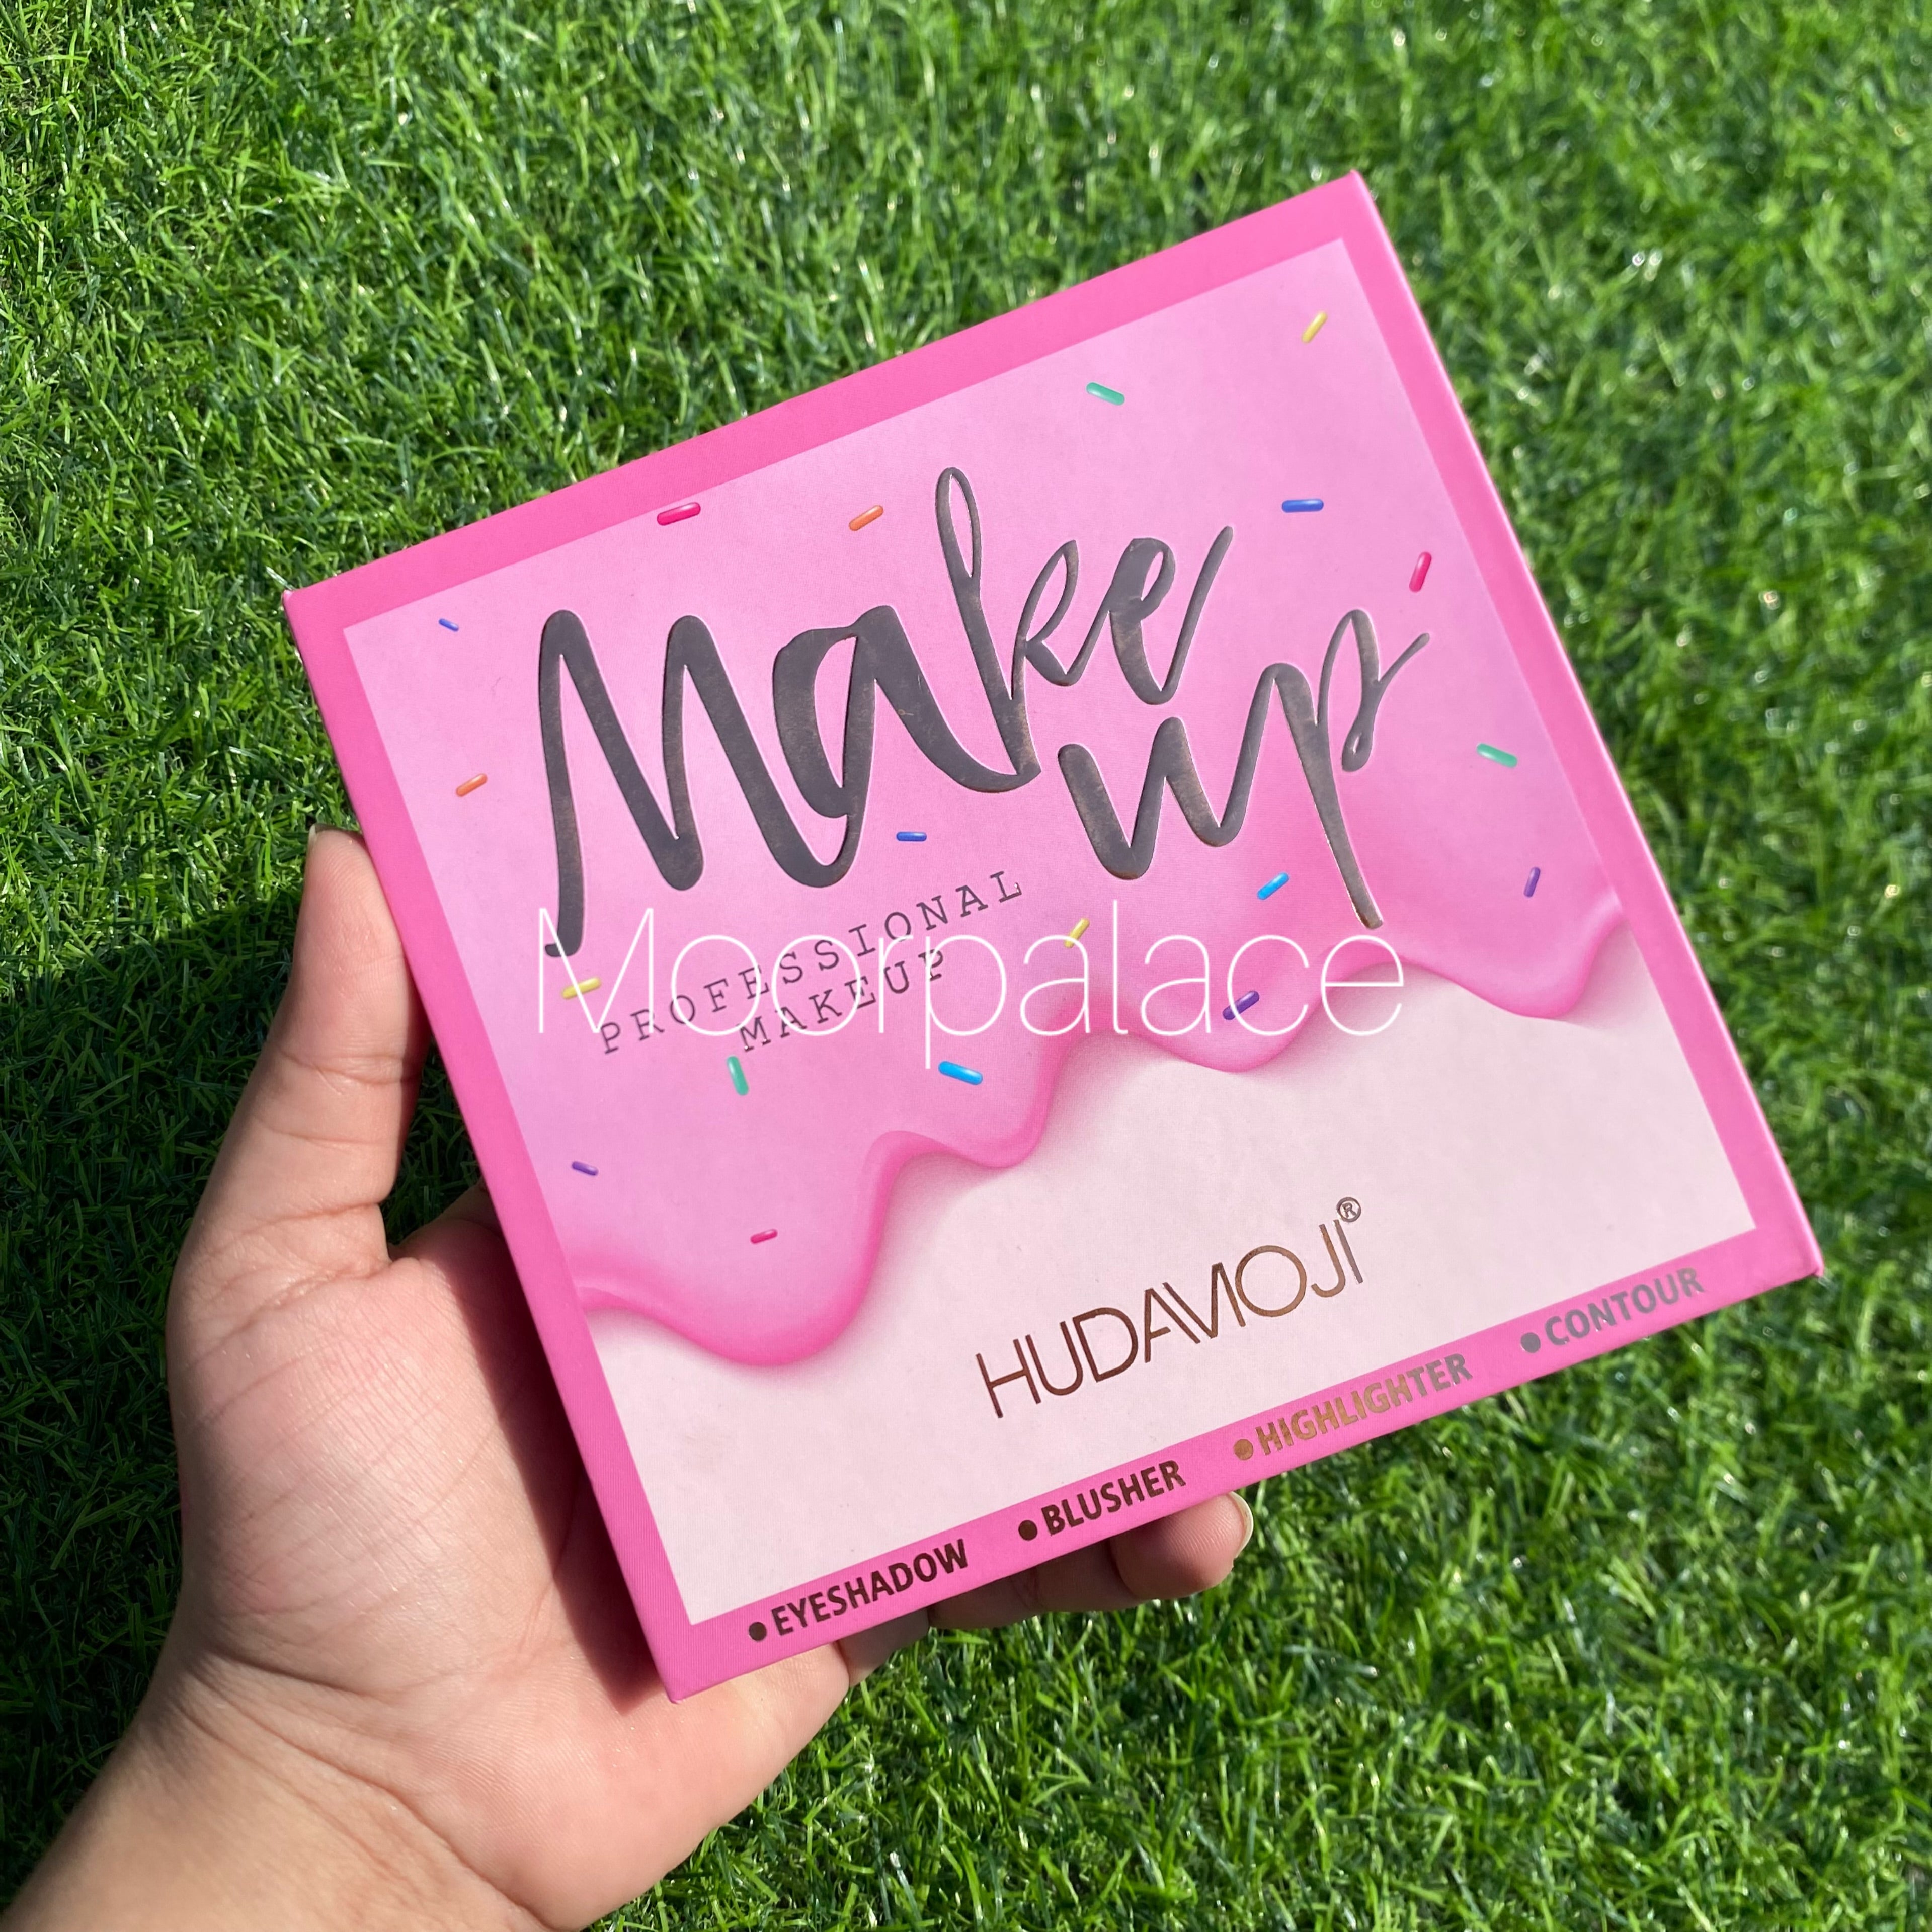 Make
up
PROFESSIONAL
MAKEUP
Moorpalace
HUDAMOJI®
• EYESHADOW • BLUSHER • HIGHLIGHTER • CONTOUR